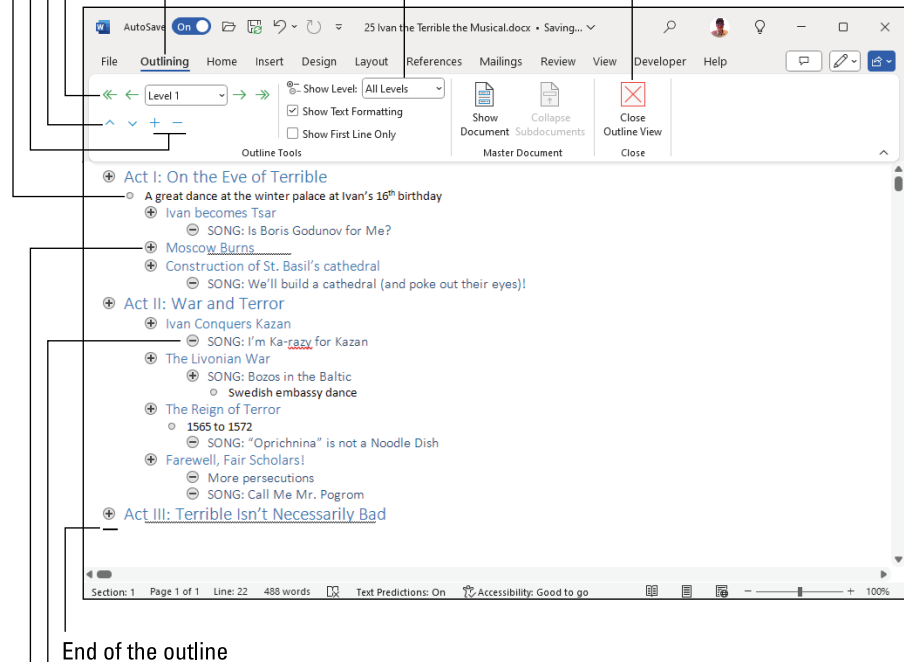 AutoSave On 25 Ivan the Terrible the Musical.docx • Saving...
File Outlining Home Insert Design Layout References Mailings Review View Developer Help
Level 1
Show Level: All Levels
Show Text Formatting
Show First Line Only
Outline Tools
Show Document
Collapse Subdocuments
Master Document
Close Outline View
Close
Act I: On the Eve of Terrible
A great dance at the winter palace at Ivan's 16th birthday
Ivan becomes Tsar
SONG: Is Boris Godunov for Me?
Moscow Burns
Construction of St. Basil's cathedral
SONG: We'll build a cathedral (and poke out their eyes)!
Act II: War and Terror
Ivan Conquers Kazan
SONG: I'm Ka-razy for Kazan
The Livonian War
SONG: Bozos in the Baltic
Swedish embassy dance
The Reign of Terror
1565 to 1572
SONG: “Oprichnina” is not a Noodle Dish
Farewell, Fair Scholars!
More persecutions
SONG: Call Me Mr. Pogrom
Act III: Terrible Isn't Necessarily Bad
Section: 1 Page 1 of 1 Line: 22 488 words Text Predictions: On Accessibility: Good to go 100%
End of the outline